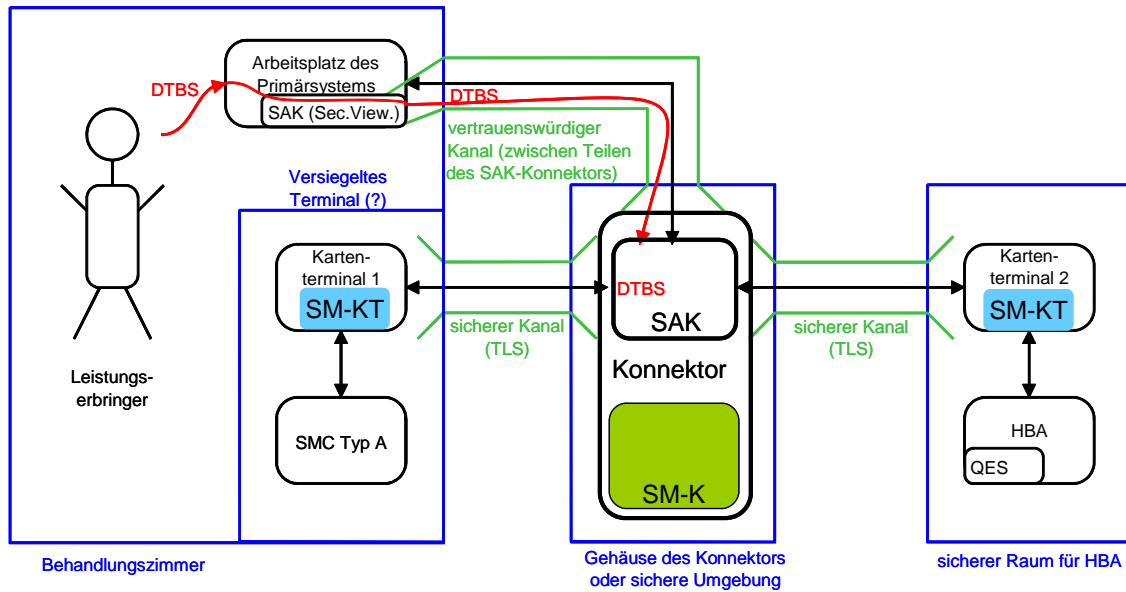 Arbeitsplatz des
Primärsystems
SAK (Sec.View.)
DTBS
DTBS
vertrauenswürdiger
Kanal (zwischen Teilen
des SAK-Konnektors)
Versiegeltes
Terminal (?)
Karten-
terminal 1
SM-KT
SMC Typ A
Leistungs-
erbringer
sicherer Kanal
(TLS)
DTBS
SAK
Konnektor
SM-K
sicherer Kanal
(TLS)
Karten-
terminal 2
SM-KT
HBA
QES
Behandlungszimmer
Gehäuse des Konnektors
oder sichere Umgebung
sicherer Raum für HBA